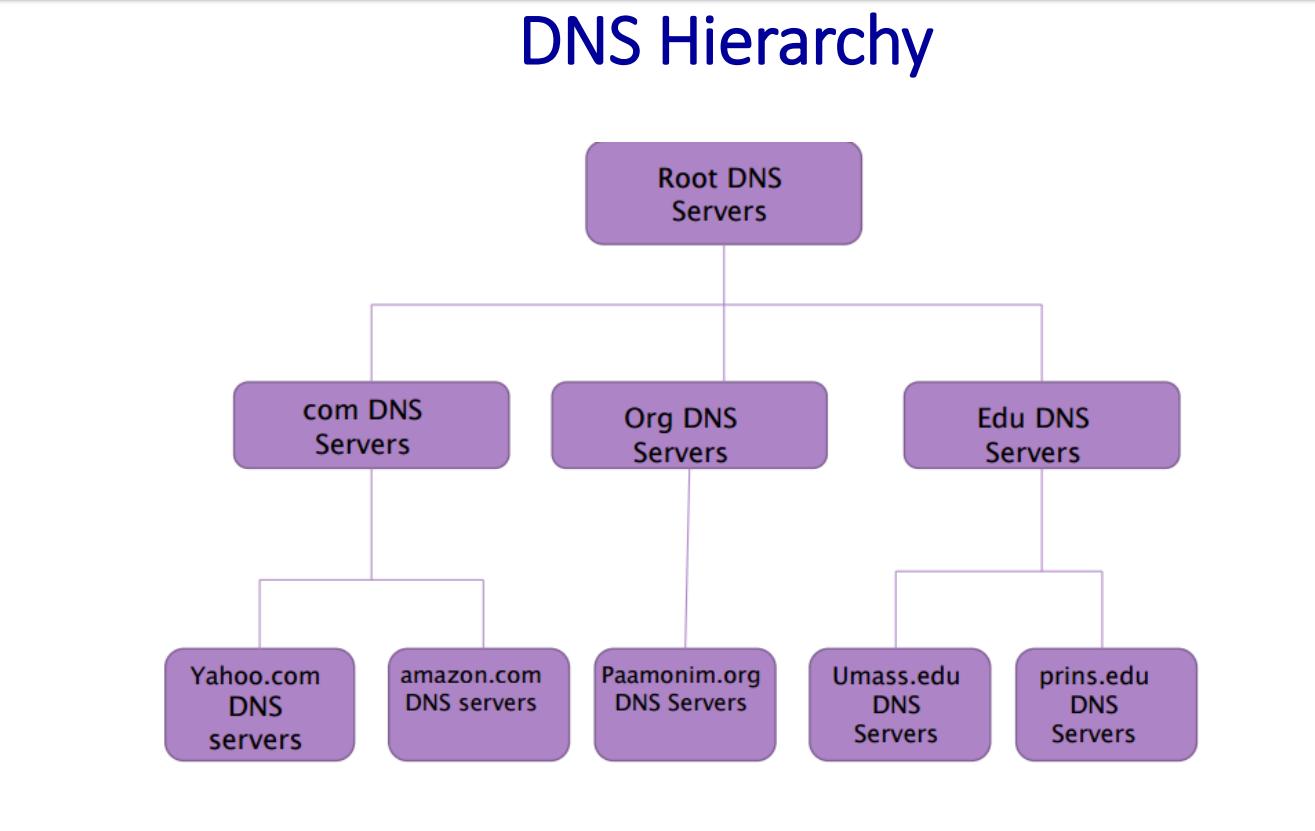 DNS Hierarchy
Root DNS
Servers
com DNS
Servers
Org DNS
Servers
Edu DNS
Servers
Yahoo.com
DNS
servers
amazon.com
DNS servers
Paamonim.org
DNS Servers
Umass.edu
DNS
Servers
prins.edu
DNS
Servers